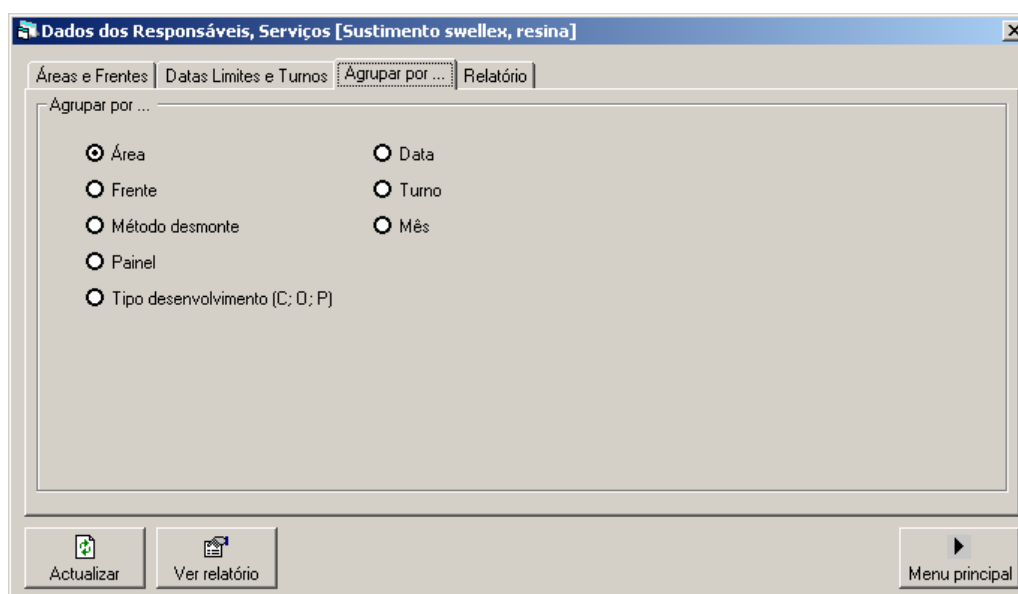 Dados dos Responsáveis, Serviços [Sustimento swellex, resina]
Áreas e Frentes Datas Limites e Turnos Agrupar por ... Relatório
Agrupar por ...
Área
Frente
Método desmonte
Painel
Tipo desenvolvimento (C; O; P)
Data
Turno
Mês
Actualizar Ver relatório Menu principal